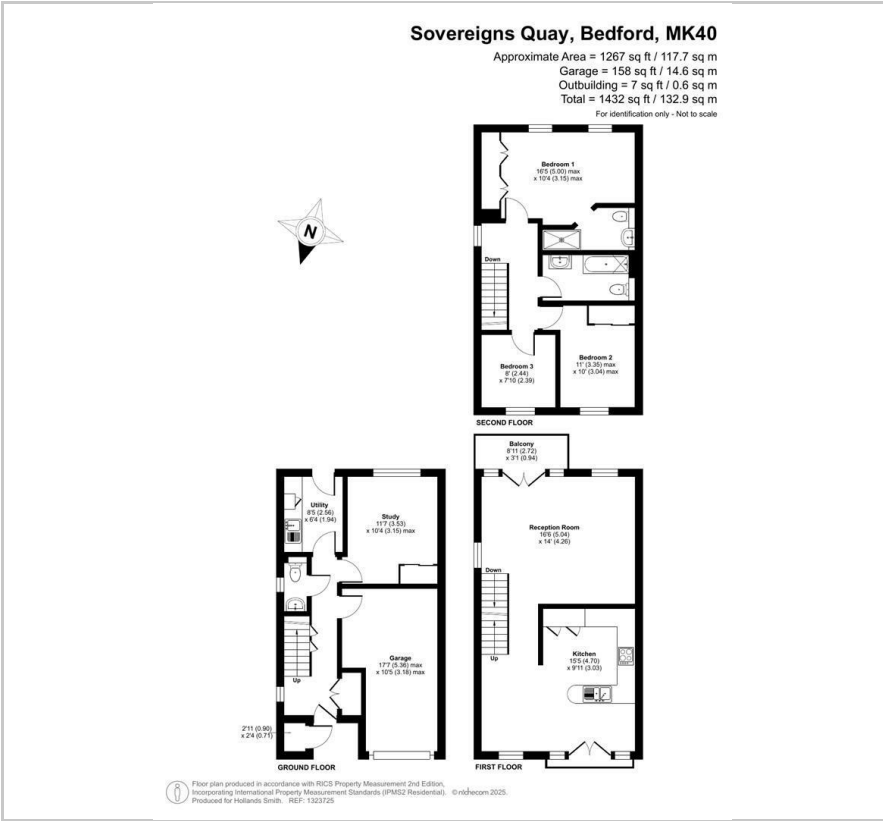 Sovereigns Quay, Bedford, MK40
Approximate Area = 1267 sq ft / 117.7 sq m
Garage = 158 sq ft / 14.6 sq m
Outbuilding = 7 sq ft / 0.6 sq m
Total = 1432 sq ft / 132.9 sq m
For identification only - Not to scale
N
Bedroom 1
16'5 (5.00) max
x 10'4 (3.15) max
Down
Bedroom 2
11' (3.35) max
x 10' (3.04) max
Bedroom 3
8' (2.44)
x 7'10 (2.39)
SECOND FLOOR
Balcony
8'11 (2.72)
x 3'1 (0.94)
Utility
8'5 (2.56)
x 6'4 (1.94)
Study
11'7 (3.53)
x 10'4 (3.15) max
Reception Room
16'6 (5.04)
x 14' (4.26)
Down
Up
Kitchen
15'5 (4.70)
x 9'11 (3.03)
Garage
17'7 (5.36) max
x 10'5 (3.18) max
Up
2'11 (0.90)
x 2'4 (0.71)
GROUND FLOOR
FIRST FLOOR
Floor plan produced in accordance with RICS Property Measurement 2nd Edition,
Incorporating International Property Measurement Standards (IPMS2 Residential). ©nichecom 2025.
Produced for Hollands Smith. REF: 1323725